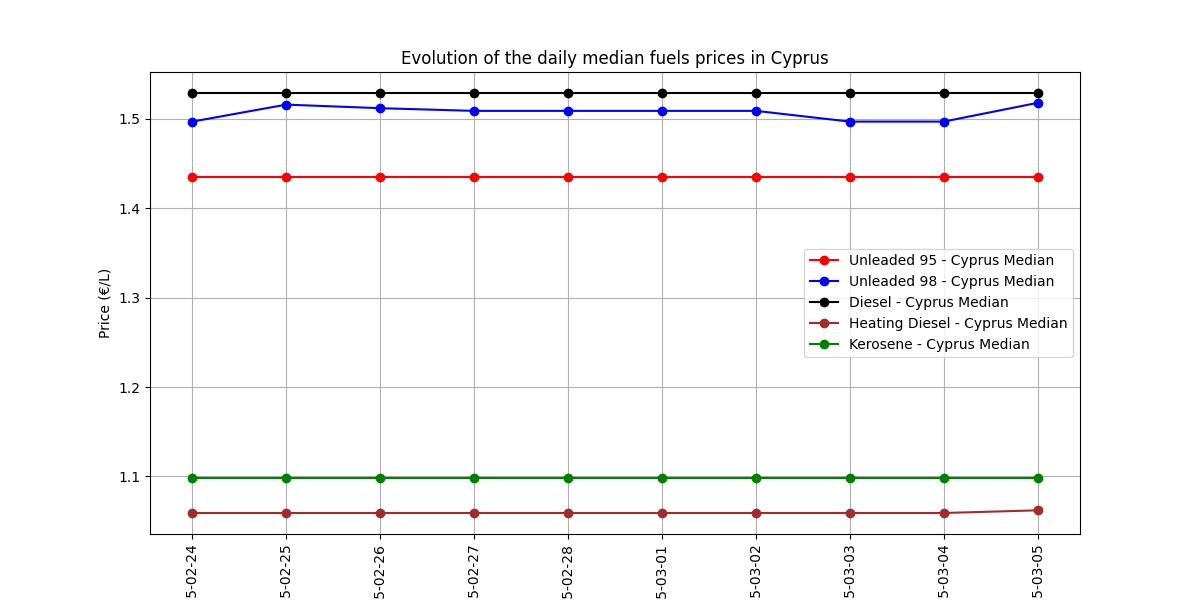 Evolution of the daily median fuels prices in Cyprus
Price (€/L)
1.5
1.4
1.3
1.2
1.1
Unleaded 95 - Cyprus Median
Unleaded 98 - Cyprus Median
Diesel - Cyprus Median
Heating Diesel - Cyprus Median
Kerosene - Cyprus Median
5-02-24
5-02-25
5-02-26
5-02-27
5-02-28
5-03-01
5-03-02
5-03-03
5-03-04
5-03-05